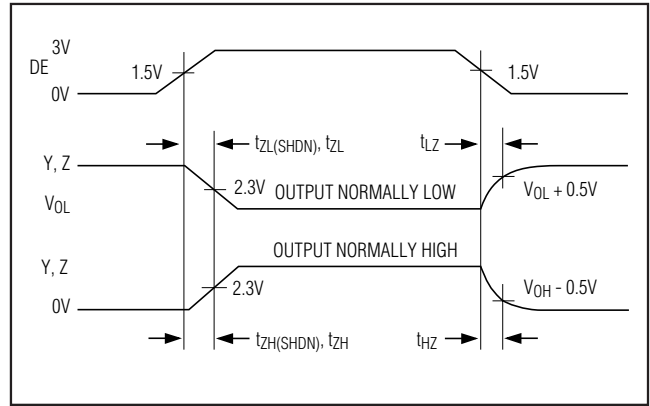 3V
DE
1.5V
1.5V
0V
tZL(SHDN), tZL
tLZ
Y, Z
2.3V
OUTPUT NORMALLY LOW
VOL + 0.5V
VOL
OUTPUT NORMALLY HIGH
Y, Z
2.3V
VOH - 0.5V
0V
tZH(SHDN), tZH
tHZ